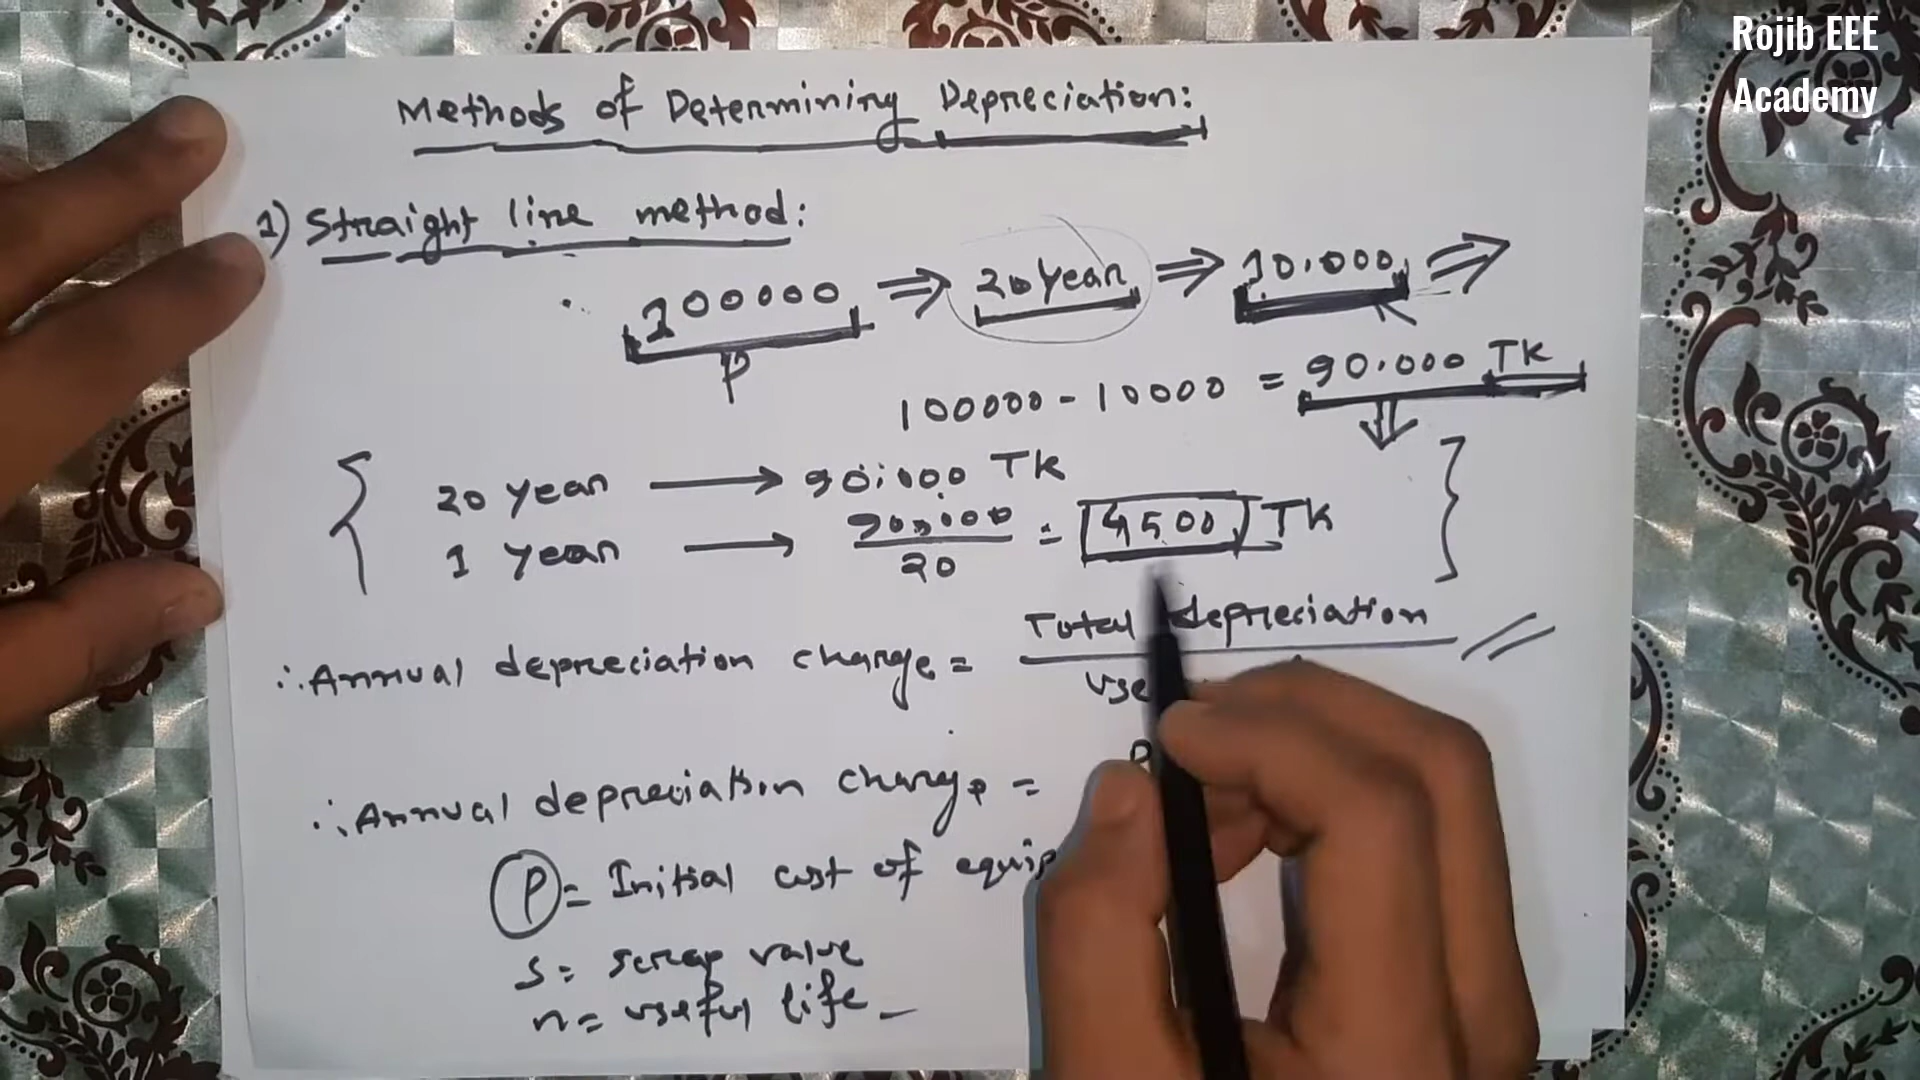 Rojib EEE
Academy
Methods of Determining Depreciation:
1) Straight line method:
100000 ⇒ 20 Year ⇒ 10,000 ⇒
P
100000 - 10000 = 90,000 TK
20 year → 90,000 TK
1 year → 90,000/20 = 4500 TK
∴ Annual depreciation charge = Total depreciation
∴ Annual depreciation charge =
P = Initial cost of
S = scrap value
n = useful life